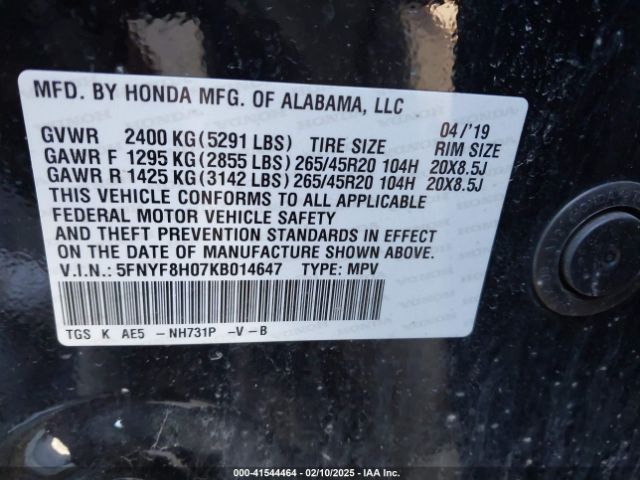 MFD. BY HONDA MFG. OF ALABAMA, LLC
04/'19
GVWR 2400 KG(5291 LBS) TIRE SIZE RIM SIZE
GAWR F 1295 KG(2855 LBS) 265/45R20 104H 20X8.5J
GAWR R 1425 KG(3142 LBS) 265/45R20 104H 20X8.5J
THIS VEHICLE CONFORMS TO ALL APPLICABLE
FEDERAL MOTOR VEHICLE SAFETY
AND THEFT PREVENTION STANDARDS IN EFFECT
ON THE DATE OF MANUFACTURE SHOWN ABOVE.
V.I.N.: 5FNYF8H07KB014647 TYPE: MPV
TGS K AE5 -NH731P -V-B
00-41544464 - 02/10/2025 - IAA Inc.